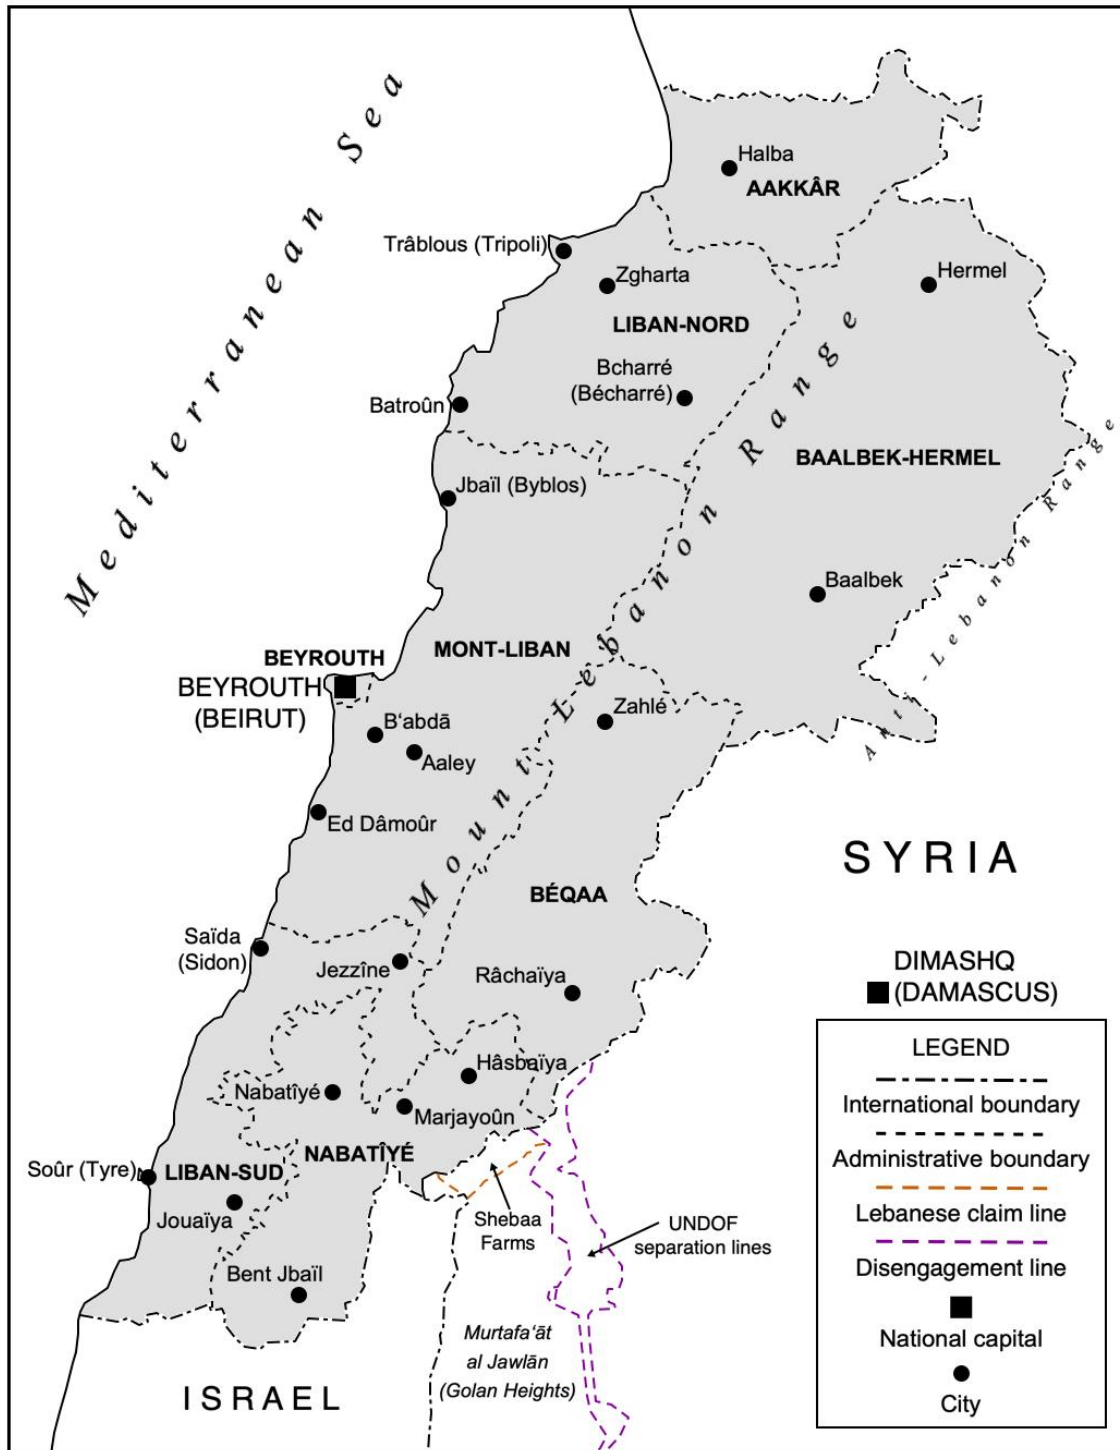 Mediterranean Sea
Halba
AAKKÂR
Trâblous (Tripoli)
Zgharta
Hermel
LIBAN-NORD
Bcharré
(Bécharré)
Batroûn
BAALBEK-HERMEL
Jbaïl (Byblos)
Baalbek
Mount Lebanon Range
Anti-Lebanon Range
MONT-LIBAN
BEYROUTH
BEYROUTH
(BEIRUT)
Zahlé
B‘abdā
Aaley
Ed Dâmoûr
SYRIA
BÉQAA
Saïda
(Sidon)
Jezzîne
Râchaïya
DIMASHQ
(DAMASCUS)
Hâsbaïya
Nabatîyé
Marjayoûn
NABATÎYÉ
Soûr (Tyre)
LIBAN-SUD
Jouaïya
Shebaa
Farms
UNDOF
separation lines
Bent Jbaïl
Murtafa‘āt
al Jawlān
(Golan Heights)
ISRAEL
LEGEND
International boundary
Administrative boundary
Lebanese claim line
Disengagement line
National capital
City